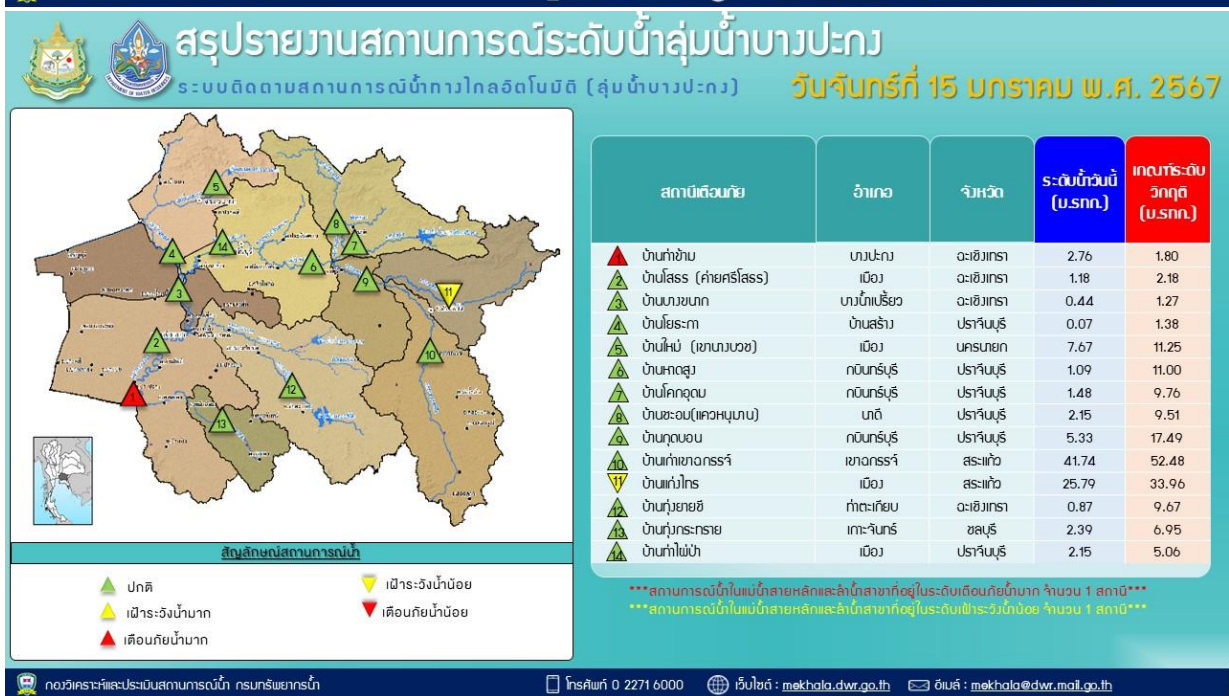 สรุปรายงานสถานการณ์ระดับน้ำลุ่มน้ำบางปะกง
ระบบติดตามสถานการณ์น้ำทางไกลอัตโนมัติ (ลุ่มน้ำบางปะกง)
วันจันทร์ที่ 15 มกราคม พ.ศ. 2567
สถานีเตือนภัย อำเภอ จังหวัด ระดับน้ำวันนี้ (ม.รทก.) เกณฑ์ระดับวิกฤติ (ม.รทก.)
1 บ้านท่าข้าม บางปะกง ฉะเชิงเทรา 2.76 1.80
2 บ้านโสธร (ค่ายศรีโสธร) เมือง ฉะเชิงเทรา 1.18 2.18
3 บ้านบางขนาก บางน้ำเปรี้ยว ฉะเชิงเทรา 0.44 1.27
4 บ้านโยธะกา บ้านสร้าง ปราจีนบุรี 0.07 1.38
5 บ้านใหม่ (เขานางบวช) เมือง นครนายก 7.67 11.25
6 บ้านหาดสูง กบินทร์บุรี ปราจีนบุรี 1.09 11.00
7 บ้านโคกอุดม กบินทร์บุรี ปราจีนบุรี 1.48 9.76
8 บ้านชะอม(แควหนุมาน) นาดี ปราจีนบุรี 2.15 9.51
9 บ้านกุดบอน กบินทร์บุรี ปราจีนบุรี 5.33 17.49
10 บ้านท่าเขาฉกรรจ์ เขาฉกรรจ์ สระแก้ว 41.74 52.48
11 บ้านแก่งไทร เมือง สระแก้ว 25.79 33.96
12 บ้านทุ่งยายชี ท่าตะเกียบ ฉะเชิงเทรา 0.87 9.67
13 บ้านทุ่งกระทราย เกาะจันทร์ ชลบุรี 2.39 6.95
14 บ้านท่าไผ่ป่า เมือง ปราจีนบุรี 2.15 5.06
5
8
14
7
4
6
9
11
3
2
10
12
1
13
สัญลักษณ์สถานการณ์น้ำ
ปกติ
เฝ้าระวังน้ำน้อย
เฝ้าระวังน้ำมาก
เตือนภัยน้ำน้อย
เตือนภัยน้ำมาก
***สถานการณ์น้ำในแม่น้ำสายหลักและลำน้ำสาขาที่อยู่ในระดับเตือนภัยน้ำมาก จำนวน 1 สถานี***
***สถานการณ์น้ำในแม่น้ำสายหลักและลำน้ำสาขาที่อยู่ในระดับเฝ้าระวังน้ำน้อย จำนวน 1 สถานี***
กองวิเคราะห์และประเมินสถานการณ์น้ำ กรมทรัพยากรน้ำ โทรศัพท์ 0 2271 6000 เว็บไซต์ : mekhala.dwr.go.th อีเมล์ : mekhala@dwr.mail.go.th